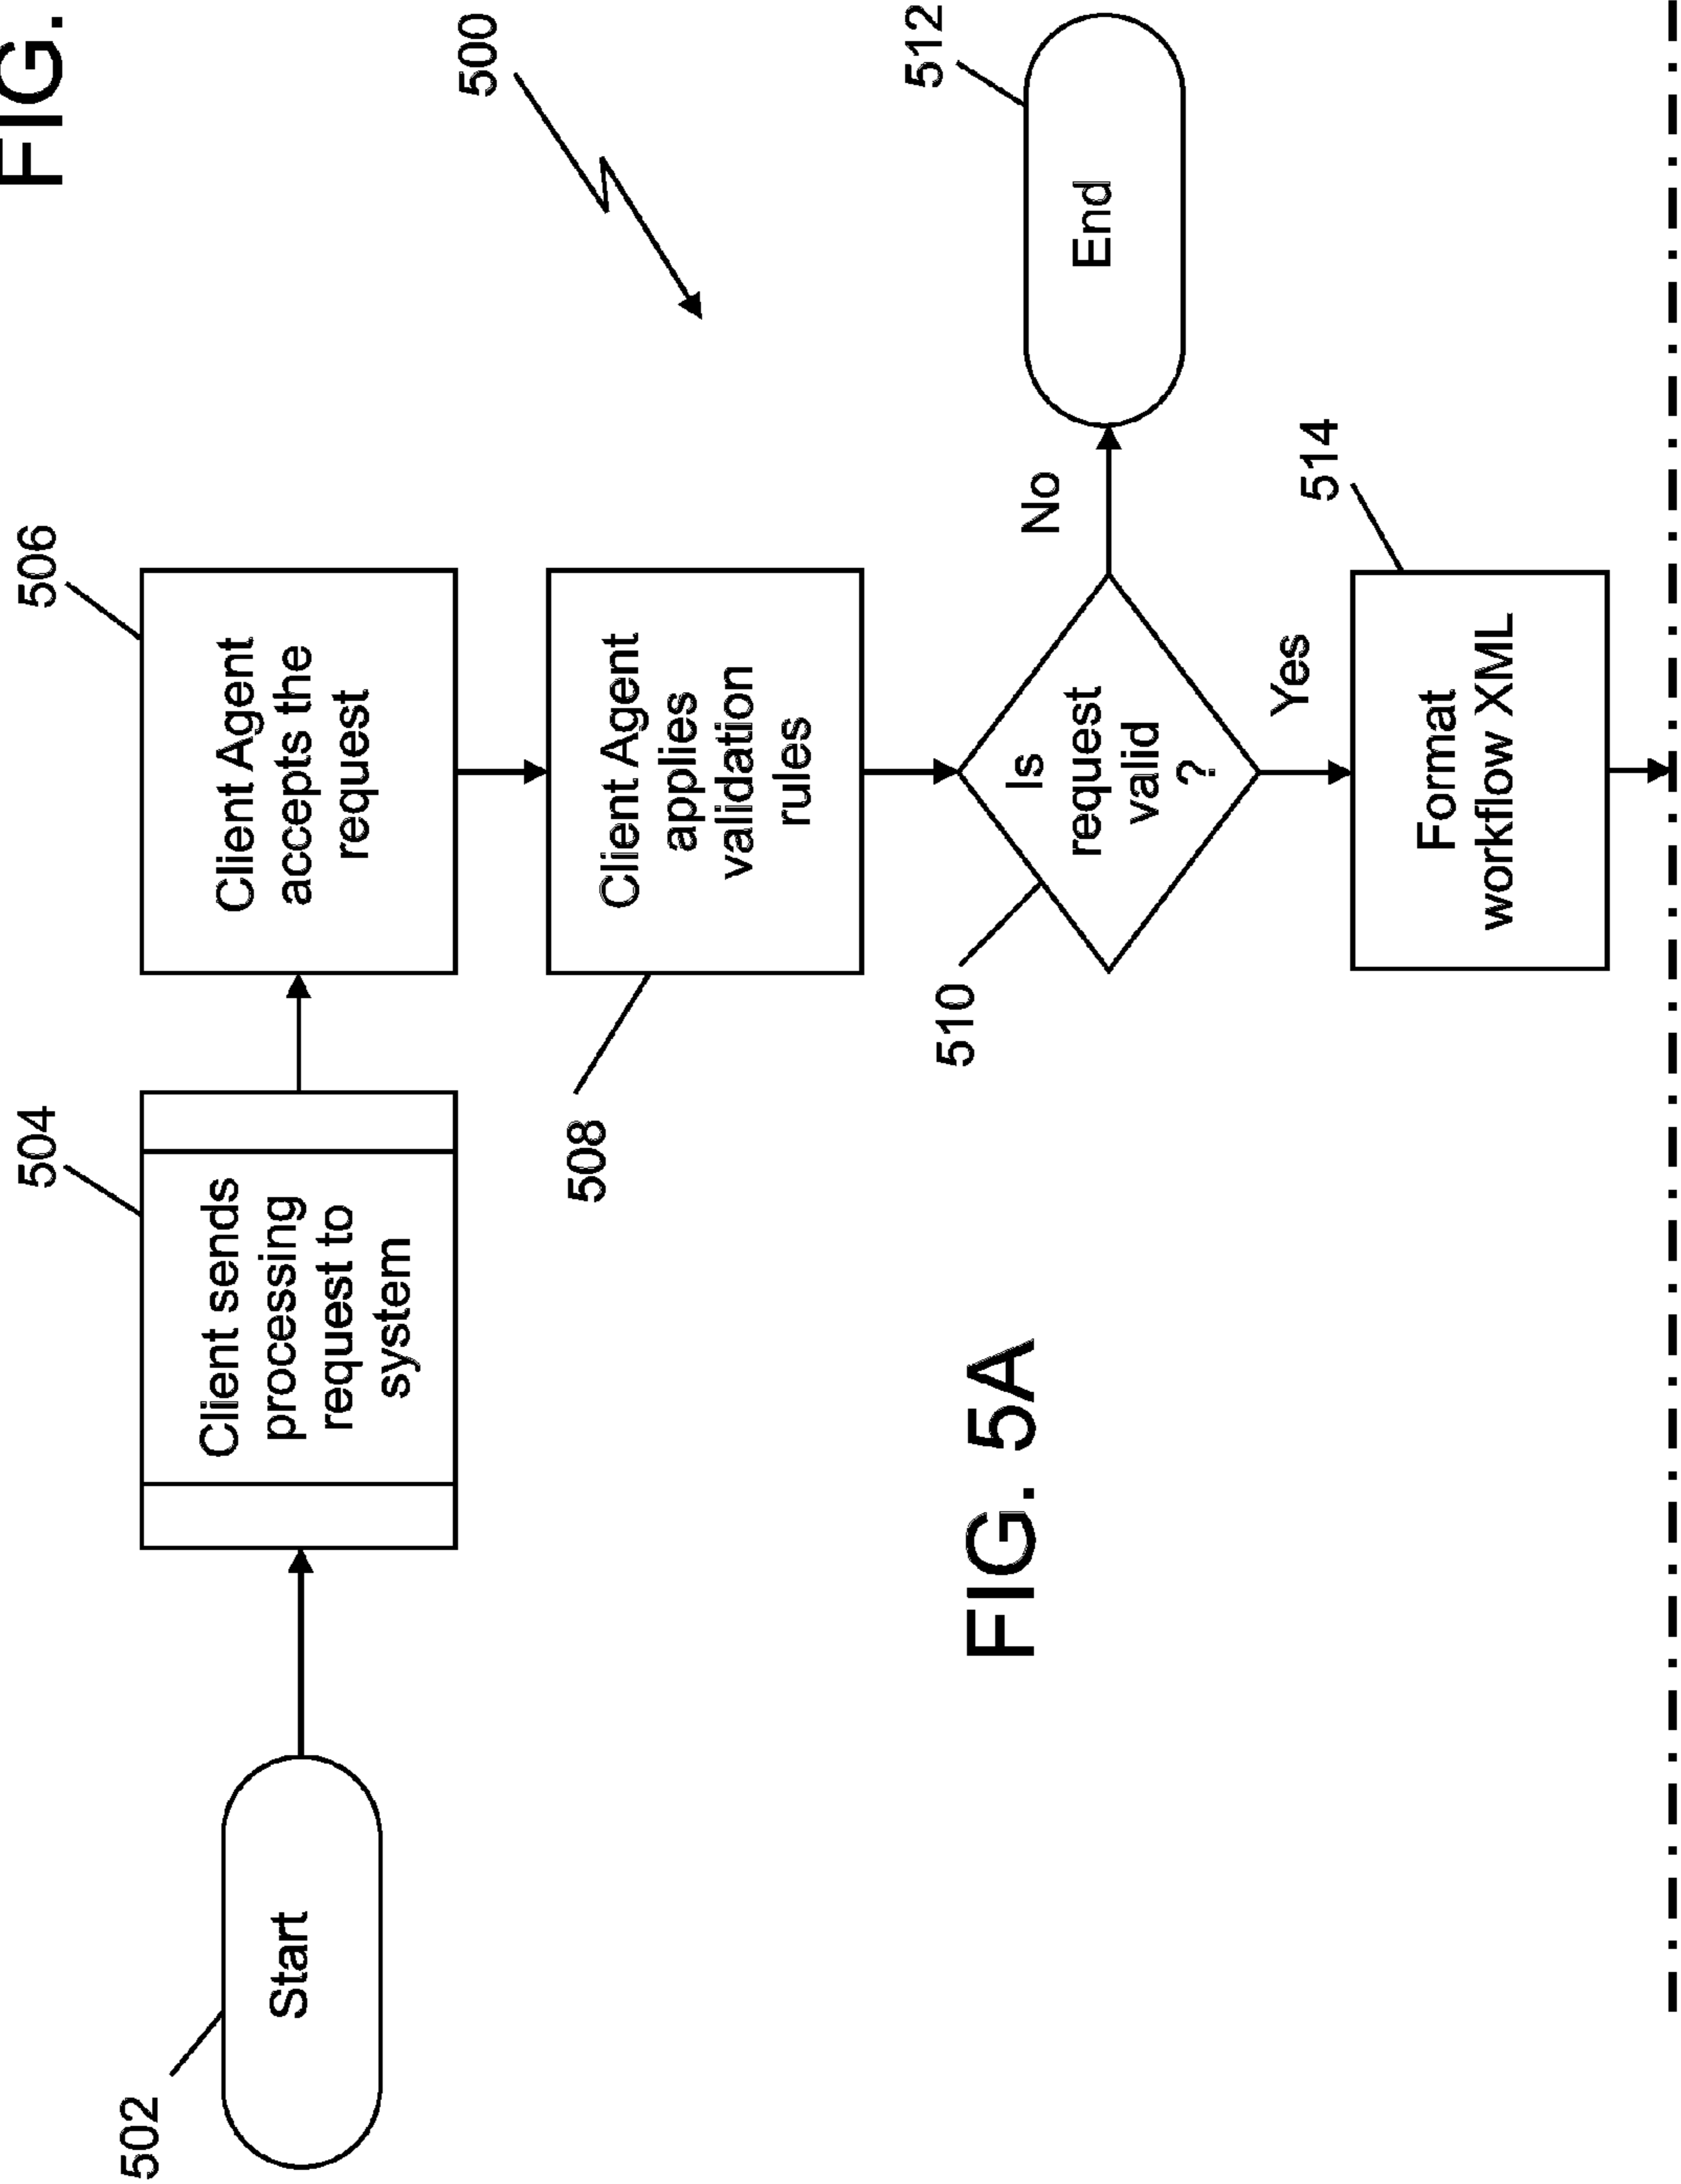 FIG.
500
502
Start
504
Client sends
processing
request to
system
506
Client Agent
accepts the
request
508
Client Agent
applies
validation
rules
510
Is
request
valid
?
No
512
End
Yes
514
Format
workflow XML
FIG. 5A